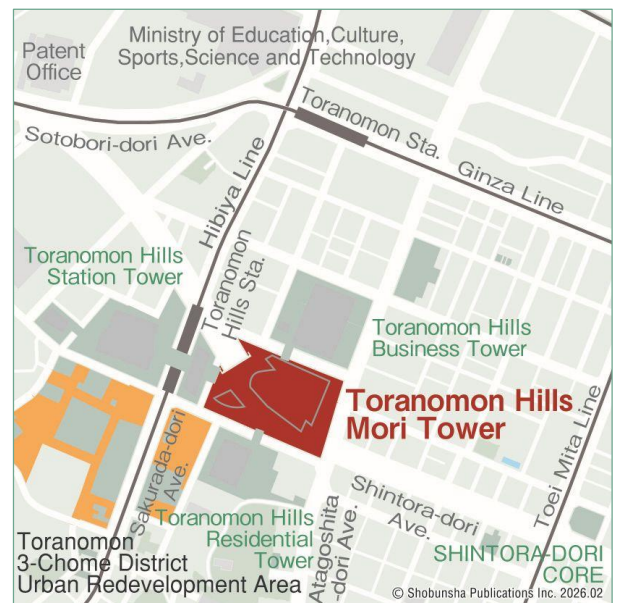 Ministry of Education,Culture,
Sports,Science and Technology
Patent
Office
Toranomon Sta.
Sotobori-dori Ave.
Ginza Line
Hibiya Line
Toranomon Hills
Station Tower
Toranomon
Hills Sta.
Toranomon Hills
Business Tower
Toranomon Hills
Mori Tower
Toei Mita Line
Sakurada-dori
Ave.
Shintora-dori
Ave.
Atagoshita
-dori Ave.
Toranomon Hills
Residential
Tower
Toranomon
3-Chome District
Urban Redevelopment Area
SHINTORA-DORI
CORE
© Shobunsha Publications Inc. 2026.02